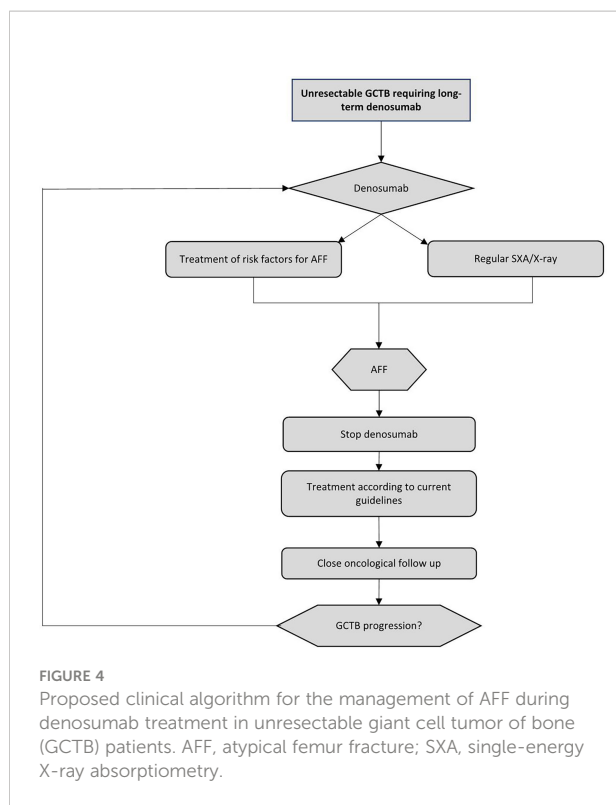 Unresectable GCTB requiring long-
term denosumab
Denosumab
Treatment of risk factors for AFF
Regular SXA/X-ray
AFF
Stop denosumab
Treatment according to current
guidelines
Close oncological follow up
GCTB progression?
FIGURE 4
Proposed clinical algorithm for the management of AFF during
denosumab treatment in unresectable giant cell tumor of bone
(GCTB) patients. AFF, atypical femur fracture; SXA, single-energy
X-ray absorptiometry.